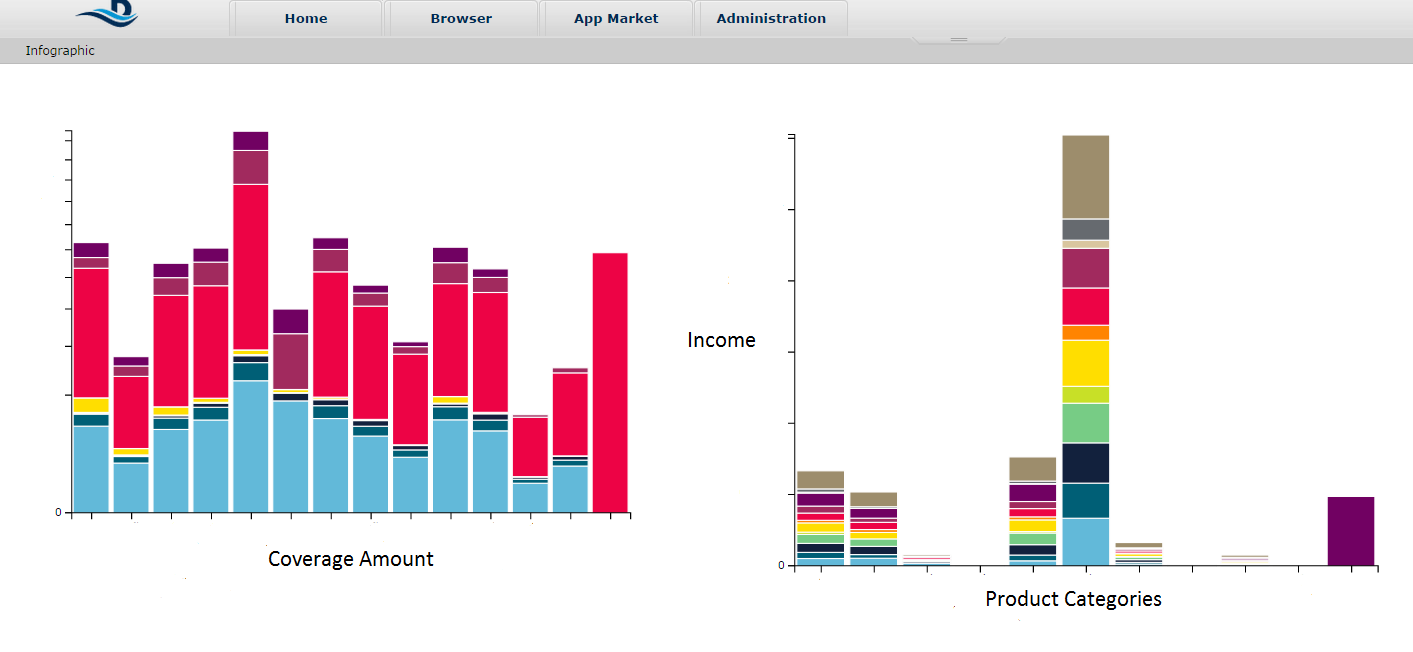 Home
Browser
App Market
Administration
Infographic
0
Coverage Amount
Income
0
Product Categories